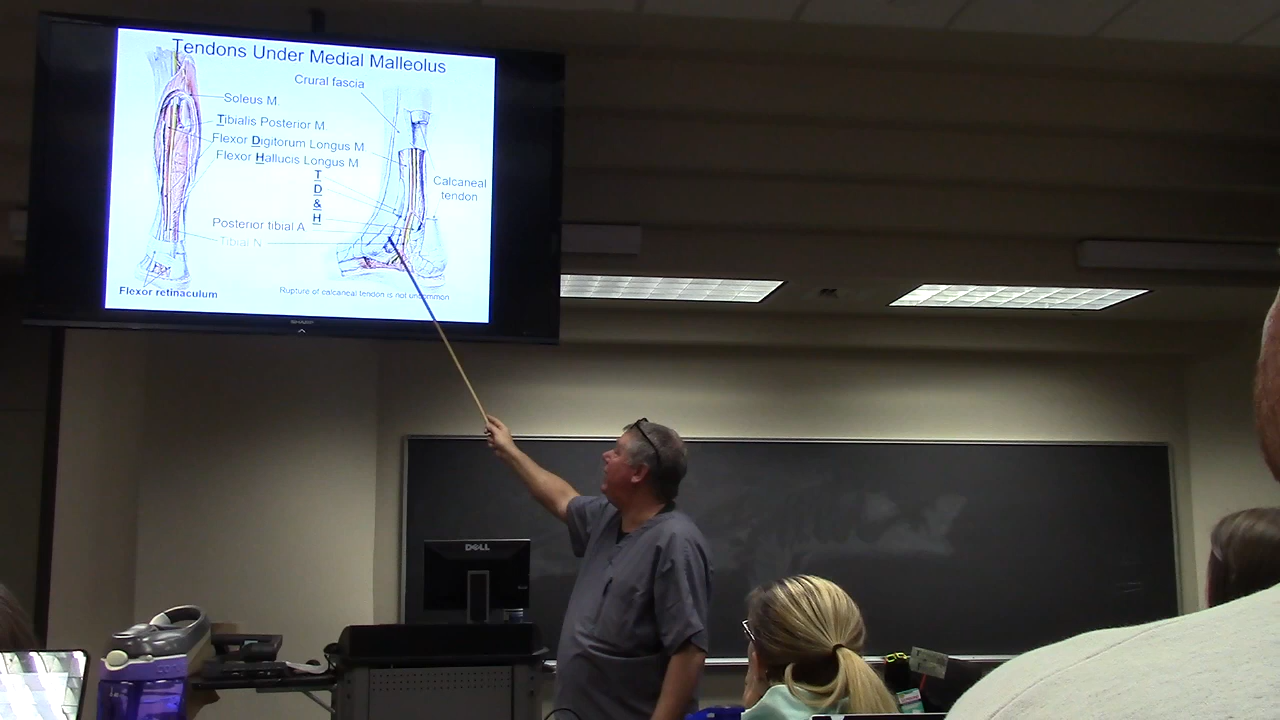 Tendons Under Medial Malleolus
Crural fascia
Soleus M
Tibialis Posterior M
Flexor Digitorum Longus M
Flexor Hallucis Longus M
T
D
&
H
Calcaneal
tendon
Posterior tibial A
Tibial N
Flexor retinaculum
Rupture of calcaneal tendon is not uncommon
SHARP
DELL